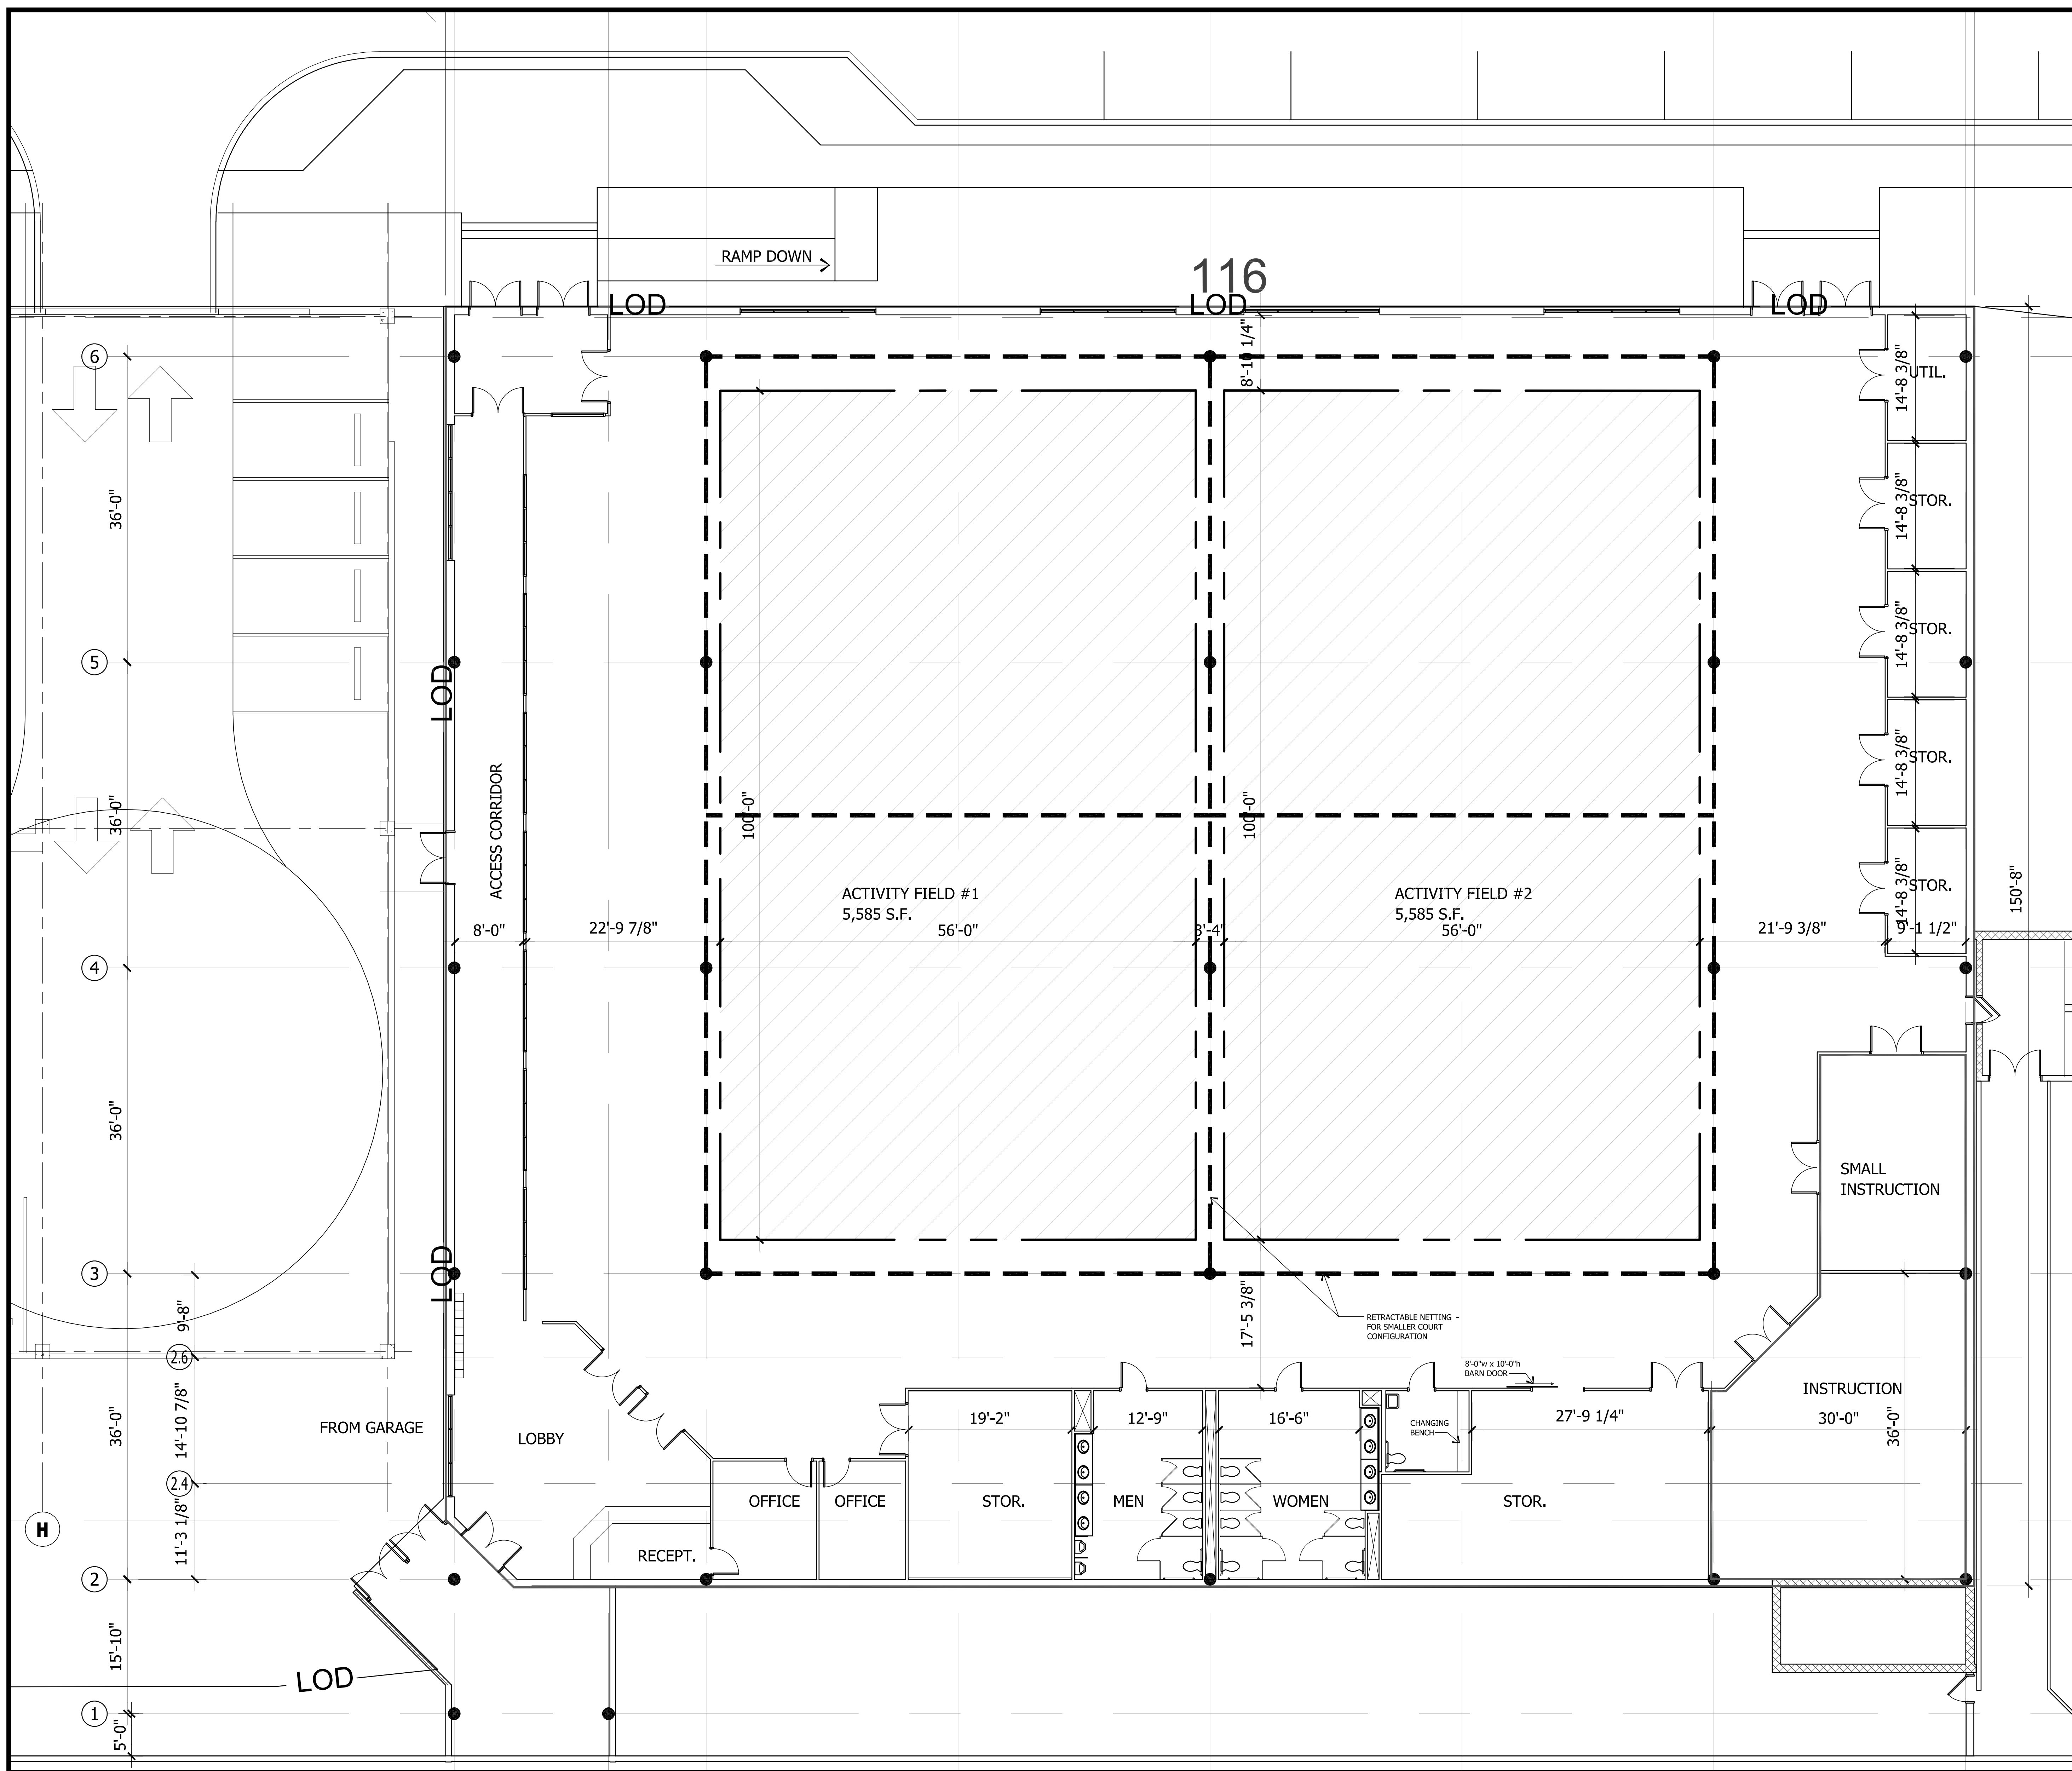 RAMP DOWN
116
LOD
LOD
LOD
6
8'-10 1/4"
14'-8 3/8"
UTIL.
36'-0"
14'-8 3/8"
STOR.
5
LOD
14'-8 3/8"
STOR.
14'-8 3/8"
STOR.
36'-0"
ACCESS CORRIDOR
100'-0"
100'-0"
14'-8 3/8"
STOR.
150'-8"
ACTIVITY FIELD #1
5,585 S.F.
ACTIVITY FIELD #2
5,585 S.F.
8'-0"
22'-9 7/8"
56'-0"
3'-4"
56'-0"
21'-9 3/8"
9'-1 1/2"
4
36'-0"
SMALL
INSTRUCTION
3
LOD
9'-8"
17'-5 3/8"
RETRACTABLE NETTING -
FOR SMALLER COURT
CONFIGURATION
2.6
8'-0"w x 10'-0"h
BARN DOOR
INSTRUCTION
36'-0"
14'-10 7/8"
FROM GARAGE
LOBBY
19'-2"
12'-9"
16'-6"
CHANGING
BENCH
27'-9 1/4"
30'-0"
36'-0"
2.4
OFFICE
OFFICE
STOR.
MEN
WOMEN
STOR.
H
11'-3 1/8"
RECEPT.
2
15'-10"
LOD
1
5'-0"